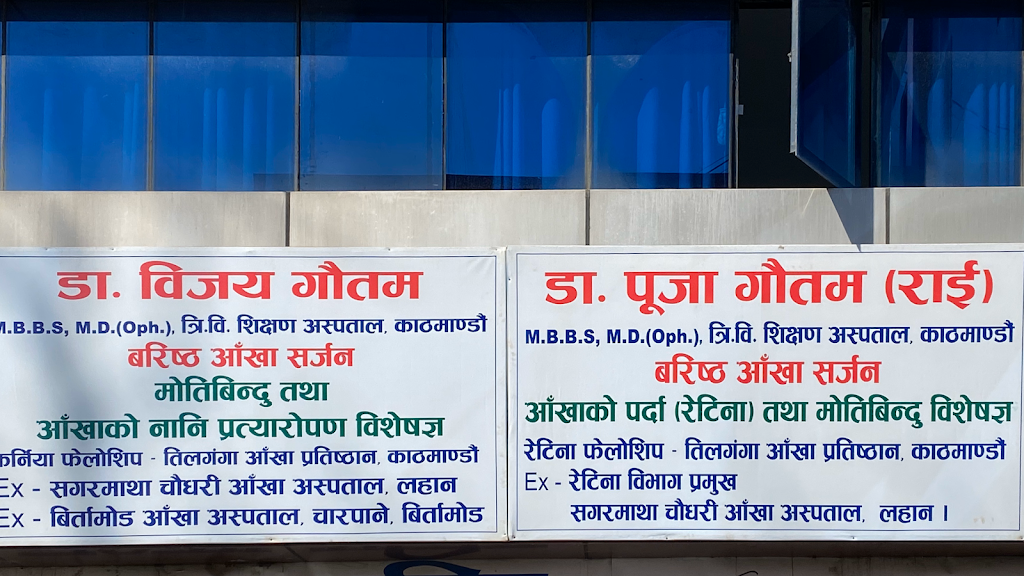 डा. विजय गौतम
M.B.B.S, M.D.(Oph.), त्रि.वि. शिक्षण अस्पताल, काठमाण्डौं
बरिष्ठ आँखा सर्जन
मोतिबिन्दु तथा
आँखाको नानि प्रत्यारोपण विशेषज्ञ
कर्निया फेलोशिप - तिलगंगा आँखा प्रतिष्ठान, काठमाण्डौं
Ex - सगरमाथा चौधरी आँखा अस्पताल, लहान
Ex - बिर्तामोड आँखा अस्पताल, चारपाने, बिर्तामोड
डा. पूजा गौतम (राई)
M.B.B.S, M.D.(Oph.), त्रि.वि. शिक्षण अस्पताल, काठमाण्डौं
बरिष्ठ आँखा सर्जन
आँखाको पर्दा (रेटिना) तथा मोतिबिन्दु विशेषज्ञ
रेटिना फेलोशिप - तिलगंगा आँखा प्रतिष्ठान, काठमाण्डौं
Ex - रेटिना विभाग प्रमुख
सगरमाथा चौधरी आँखा अस्पताल, लहान ।